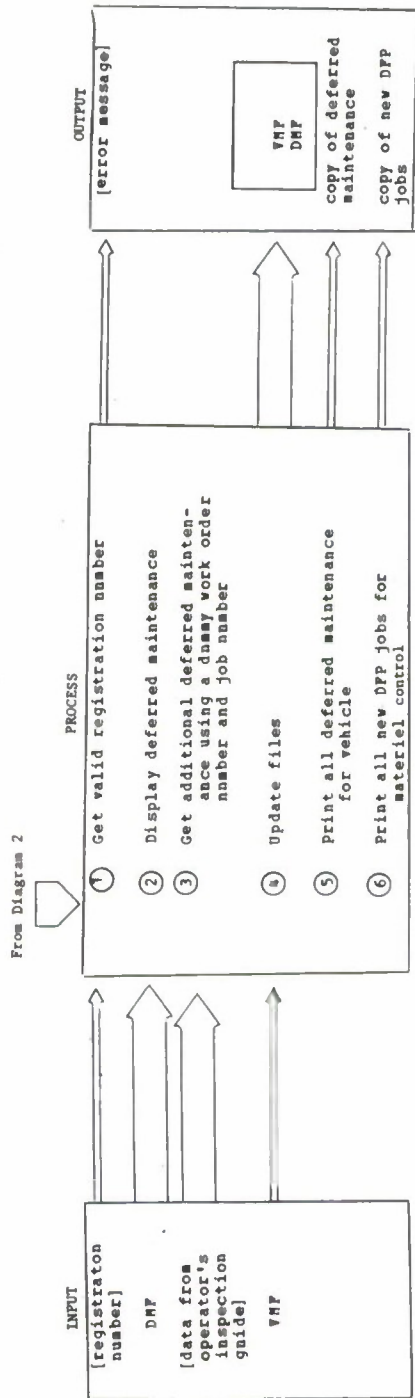 From Diagram 2
INPUT
[registraton
number]
DMF
[data from
operator's
inspection
guide]
VMF
PROCESS
1 Get valid registration number
2 Display deferred maintenance
3 Get additional deferred mainten-
ance using a dummy work order
number and job number
4 Update files
5 Print all deferred maintenance
for vehicle
6 Print all new DFP jobs for
materiel control
OUTPUT
[error message]
VMF
DMF
copy of deferred
maintenance
copy of new DFP
jobs